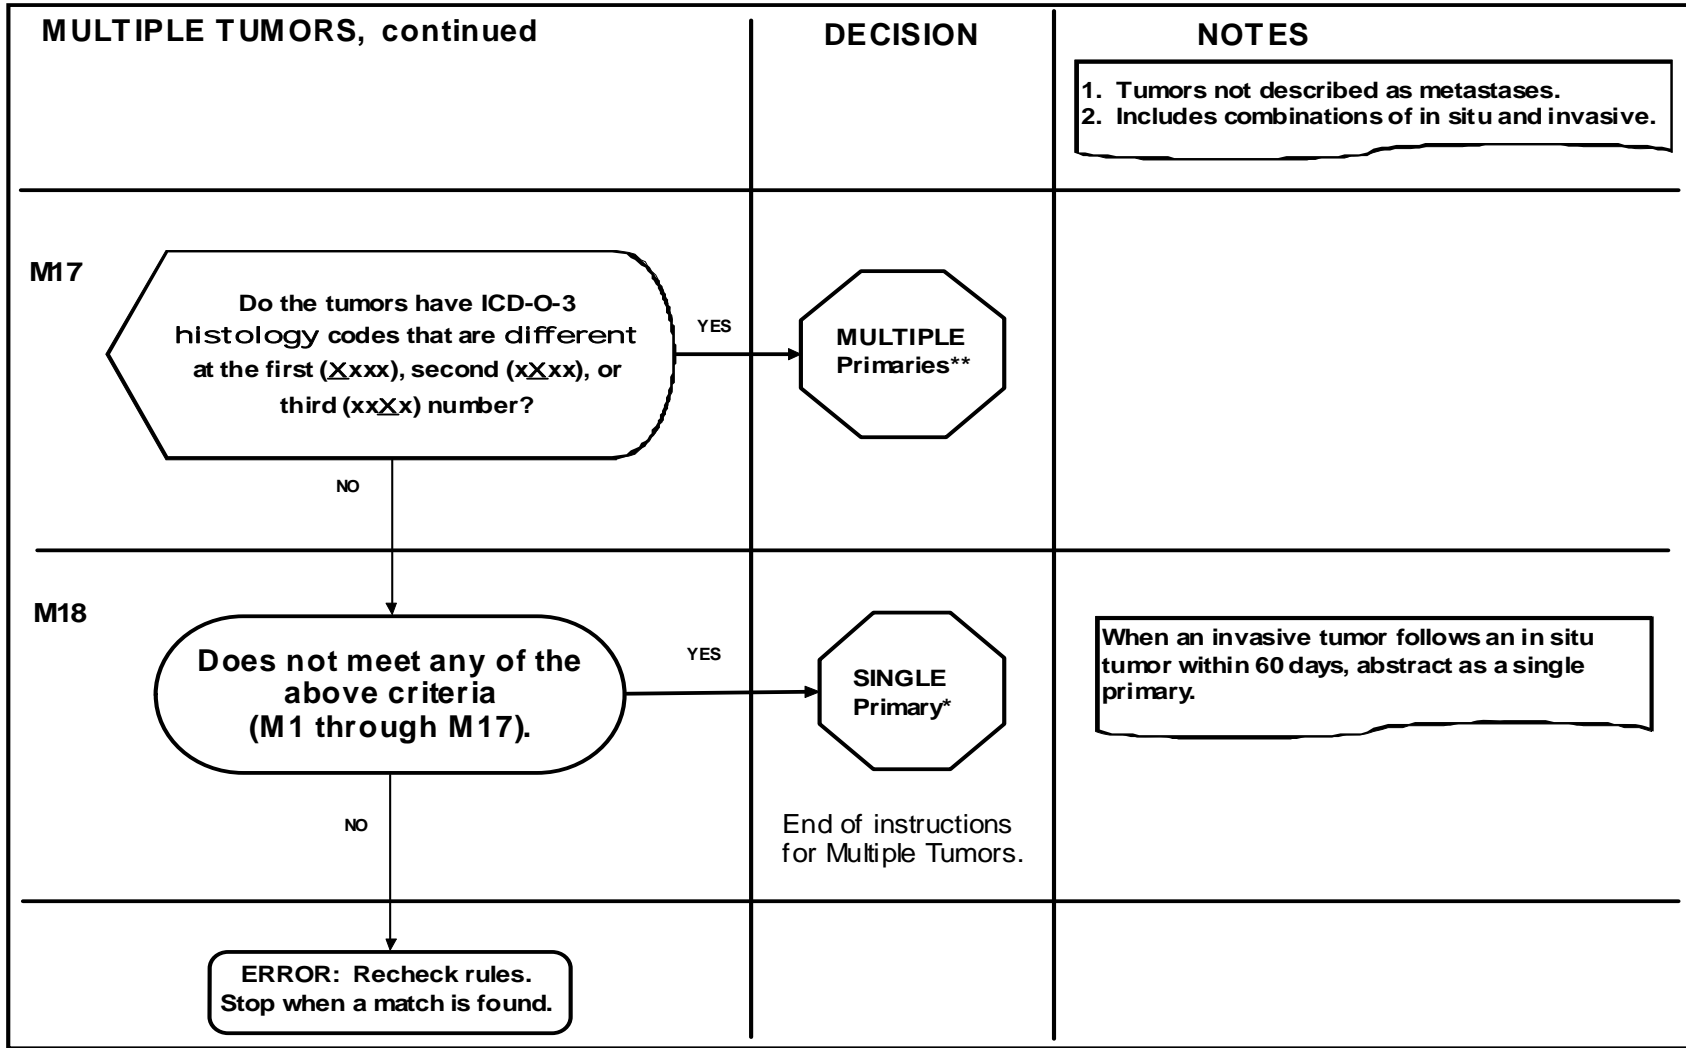 MULTIPLE TUMORS, continued
DECISION
NOTES
1. Tumors not described as metastases.
2. Includes combinations of in situ and invasive.
M17
Do the tumors have ICD-O-3
histology codes that are different
at the first (Xxxx), second (xXxx), or
third (xxXx) number?
YES
MULTIPLE
Primaries**
NO
M18
Does not meet any of the
above criteria
(M1 through M17).
YES
SINGLE
Primary*
When an invasive tumor follows an in situ
tumor within 60 days, abstract as a single
primary.
NO
End of instructions
for Multiple Tumors.
ERROR: Recheck rules.
Stop when a match is found.